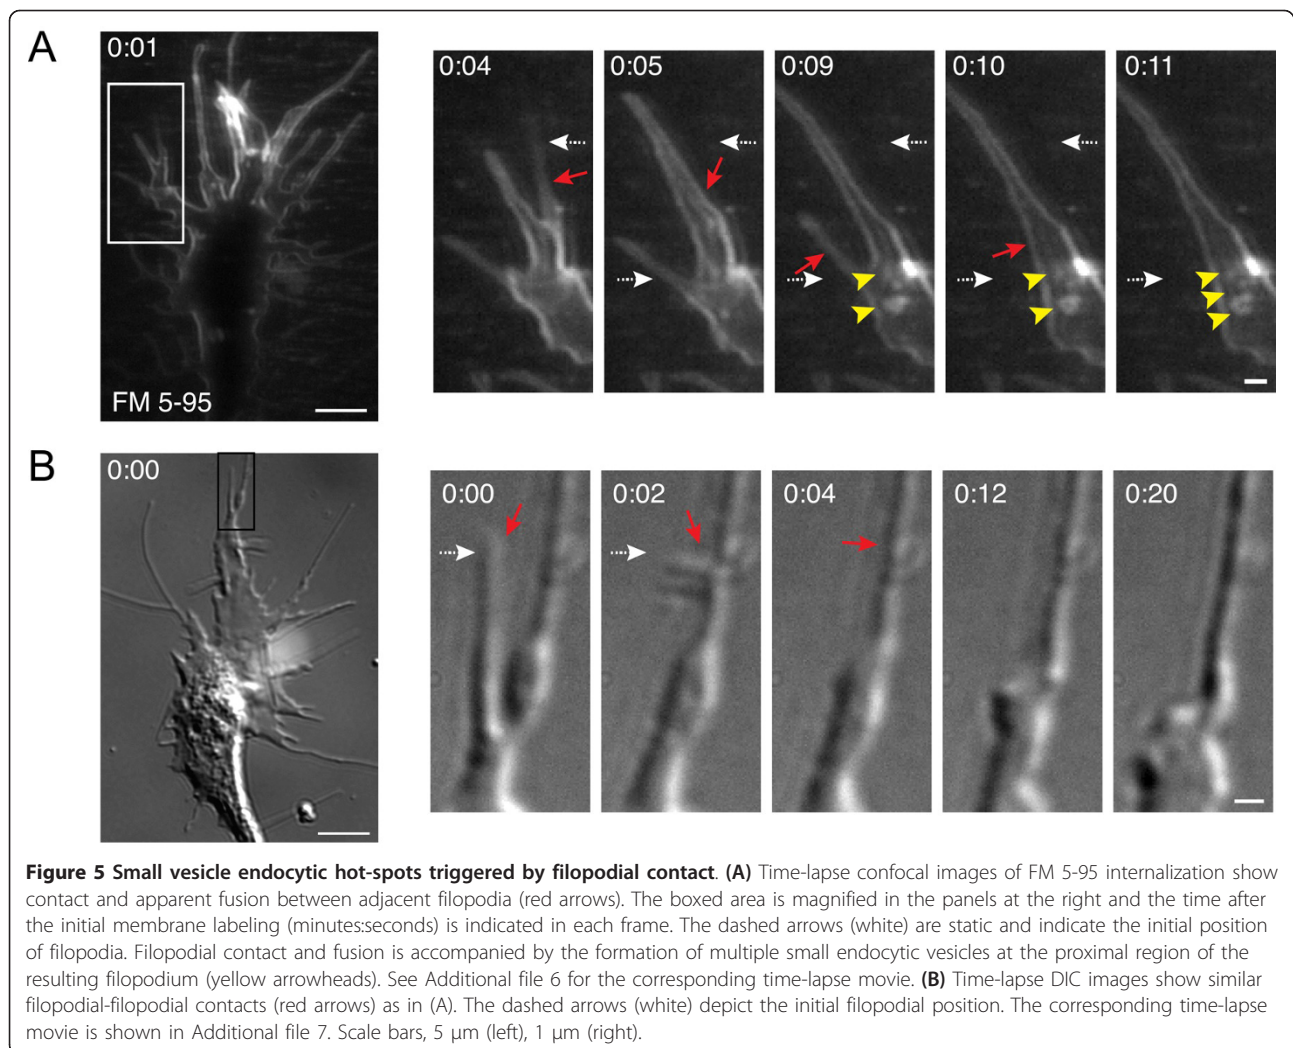 A
0:01
0:04
0:05
0:09
0:10
0:11
FM 5-95
B
0:00
0:00
0:02
0:04
0:12
0:20
Figure 5 Small vesicle endocytic hot-spots triggered by filopodial contact. (A) Time-lapse confocal images of FM 5-95 internalization show
contact and apparent fusion between adjacent filopodia (red arrows). The boxed area is magnified in the panels at the right and the time after
the initial membrane labeling (minutes:seconds) is indicated in each frame. The dashed arrows (white) are static and indicate the initial position
of filopodia. Filopodial contact and fusion is accompanied by the formation of multiple small endocytic vesicles at the proximal region of the
resulting filopodium (yellow arrowheads). See Additional file 6 for the corresponding time-lapse movie. (B) Time-lapse DIC images show similar
filopodial-filopodial contacts (red arrows) as in (A). The dashed arrows (white) depict the initial filopodial position. The corresponding time-lapse
movie is shown in Additional file 7. Scale bars, 5 μm (left), 1 μm (right).